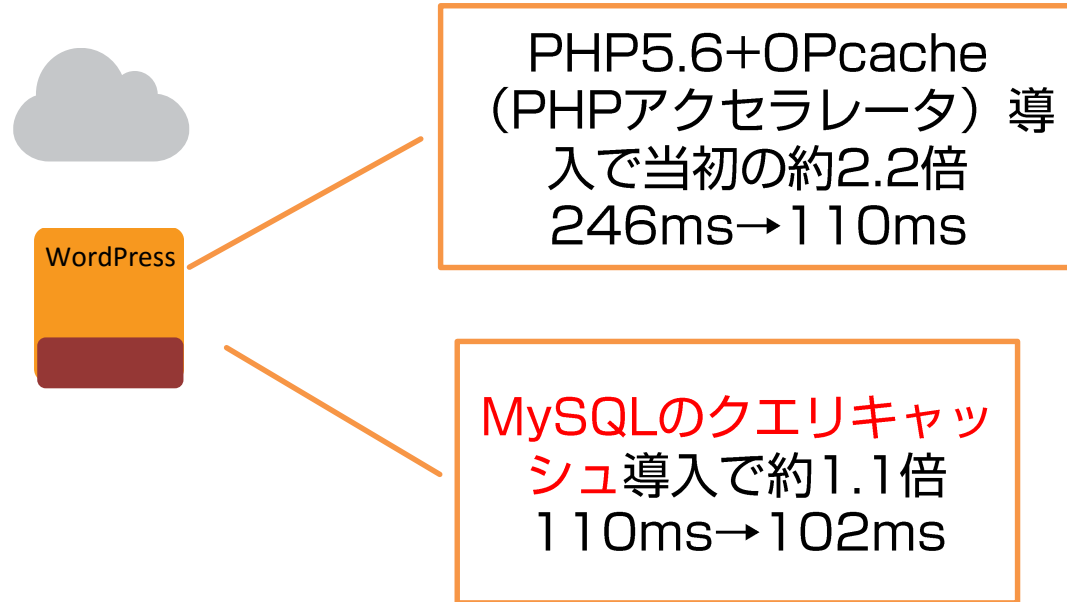 PHP5.6+OPcache
（PHPアクセラレータ）導
入で当初の約2.2倍
246ms→110ms
WordPress
MySQLのクエリキャッ
シュ導入で約1.1倍
110ms→102ms